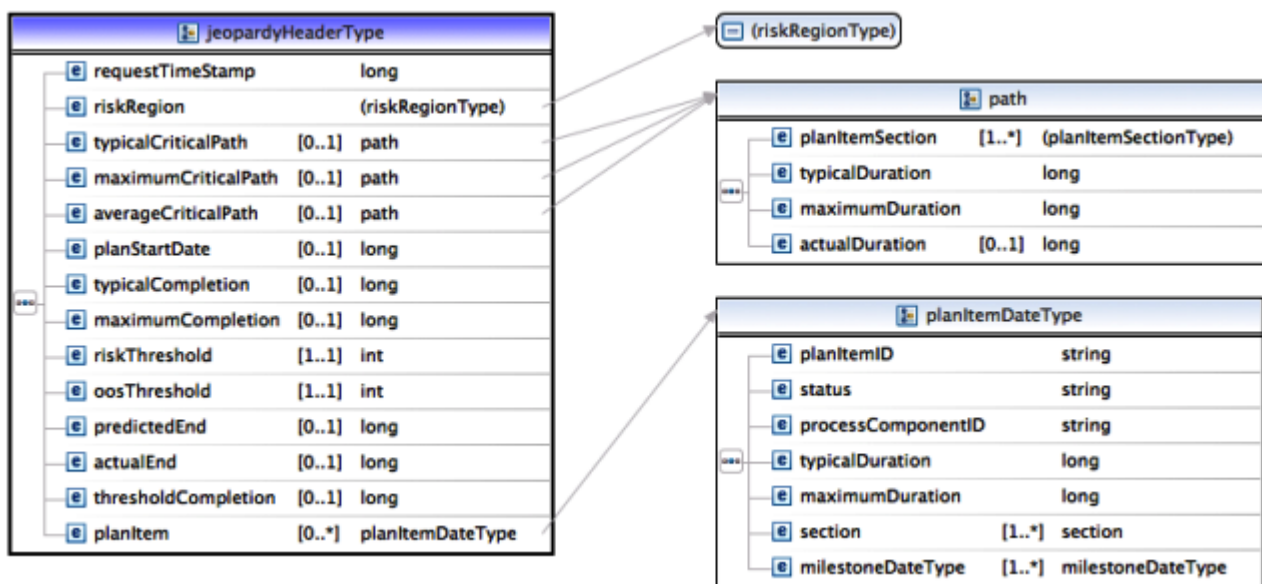 jeopardyHeaderType
e requestTimeStamp long
e riskRegion (riskRegionType)
e typicalCriticalPath [0..1] path
e maximumCriticalPath [0..1] path
e averageCriticalPath [0..1] path
e planStartDate [0..1] long
e typicalCompletion [0..1] long
e maximumCompletion [0..1] long
e riskThreshold [1..1] int
e oosThreshold [1..1] int
e predictedEnd [0..1] long
e actualEnd [0..1] long
e thresholdCompletion [0..1] long
e planItem [0..*] planItemDateType
(riskRegionType)
path
e planItemSection [1..*] (planItemSectionType)
e typicalDuration long
e maximumDuration long
e actualDuration [0..1] long
planItemDateType
e planItemID string
e status string
e processComponentID string
e typicalDuration long
e maximumDuration long
e section [1..*] section
e milestoneDateType [1..*] milestoneDateType